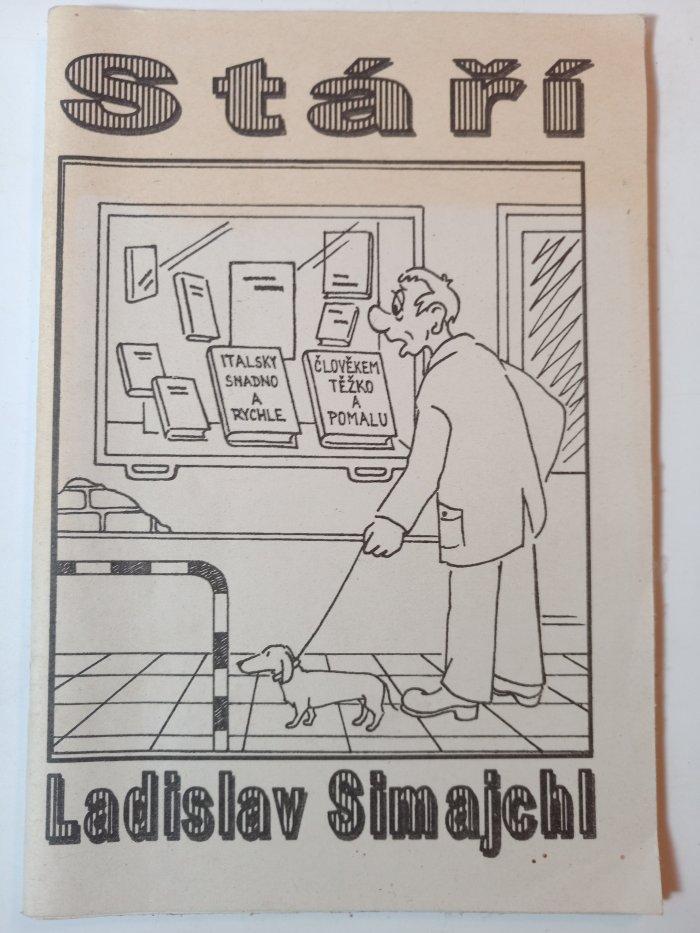 Stáří
ITALSKY
SNADNO
A
RYCHLE
ČLOVĚKEM
TĚŽKO
A
POMALU
Ladislav Simajchl